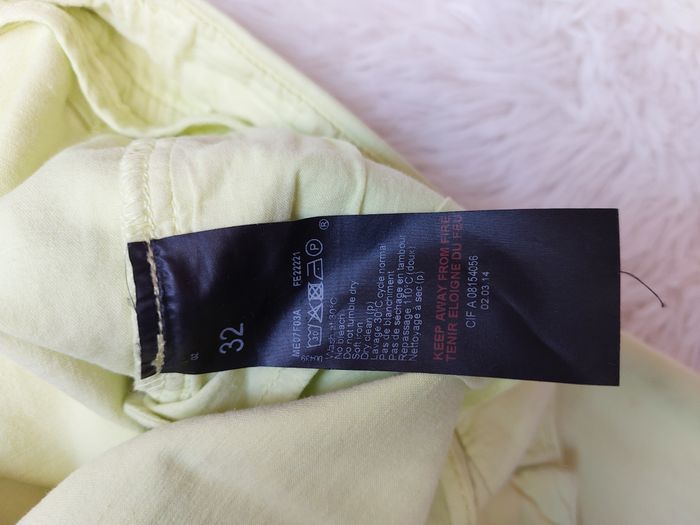 32
ME07F03A FE22221
Wash at 30°C
No bleach
Do not tumble dry
Soft iron
Dry clean (p)
Lavage 30°C cycle normal
Pas de blanchiment
Pas de séchage en tambour
Repassage 110°C (doux)
Nettoyage à sec (p)
KEEP AWAY FROM FIRE
TENIR ELOIGNE DU FEU
CIF A 08154056
02.03.14